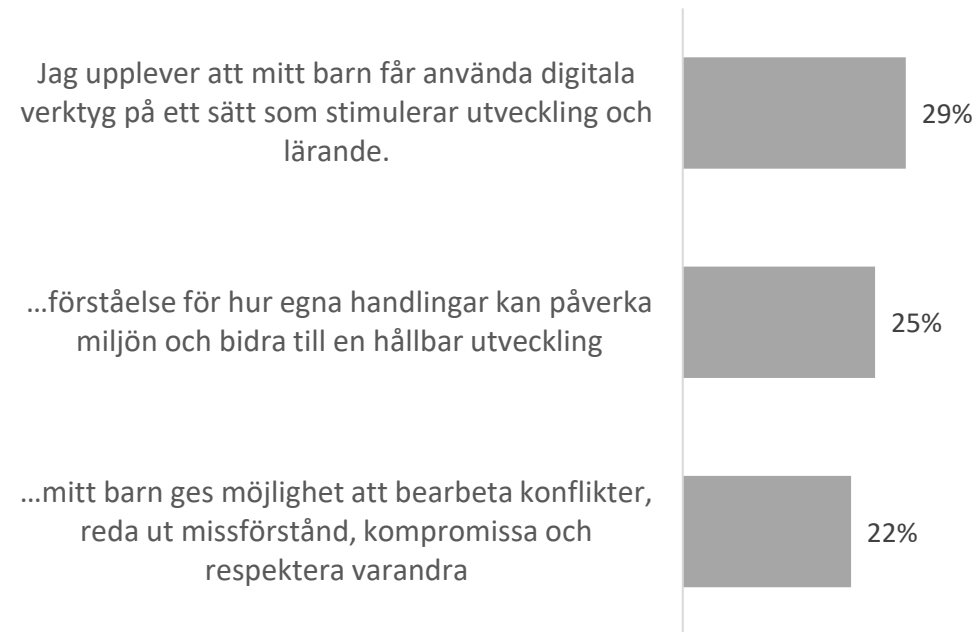 Jag upplever att mitt barn får använda digitala
verktyg på ett sätt som stimulerar utveckling och
lärande.
29%
…förståelse för hur egna handlingar kan påverka
miljön och bidra till en hållbar utveckling
25%
…mitt barn ges möjlighet att bearbeta konflikter,
reda ut missförstånd, kompromissa och
respektera varandra
22%